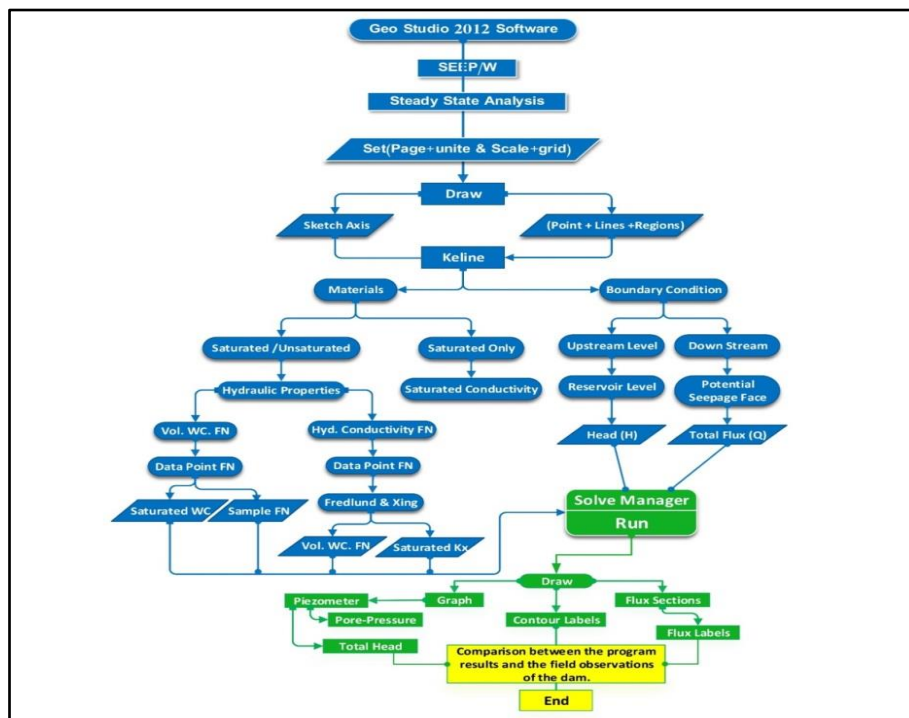 Geo Studio 2012 Software
SEEP/W
Steady State Analysis
Set(Page+unite & Scale+grid)
Draw
Sketch Axis
(Point + Lines +Regions)
Keline
Materials
Boundary Condition
Saturated /Unsaturated
Saturated Only
Upstream Level
Down Stream
Hydraulic Properties
Saturated Conductivity
Reservoir Level
Potential
Seepage Face
Vol. WC. FN
Hyd. Conductivity FN
Head (H)
Total Flux (Q)
Data Point FN
Data Point FN
Saturated WC
Sample FN
Fredlund & Xing
Vol. WC. FN
Saturated Kx
Solve Manager
Run
Draw
Piezometer
Graph
Flux Sections
Pore-Pressure
Contour Labels
Flux Labels
Total Head
Comparison between the program
results and the field observations
of the dam.
End